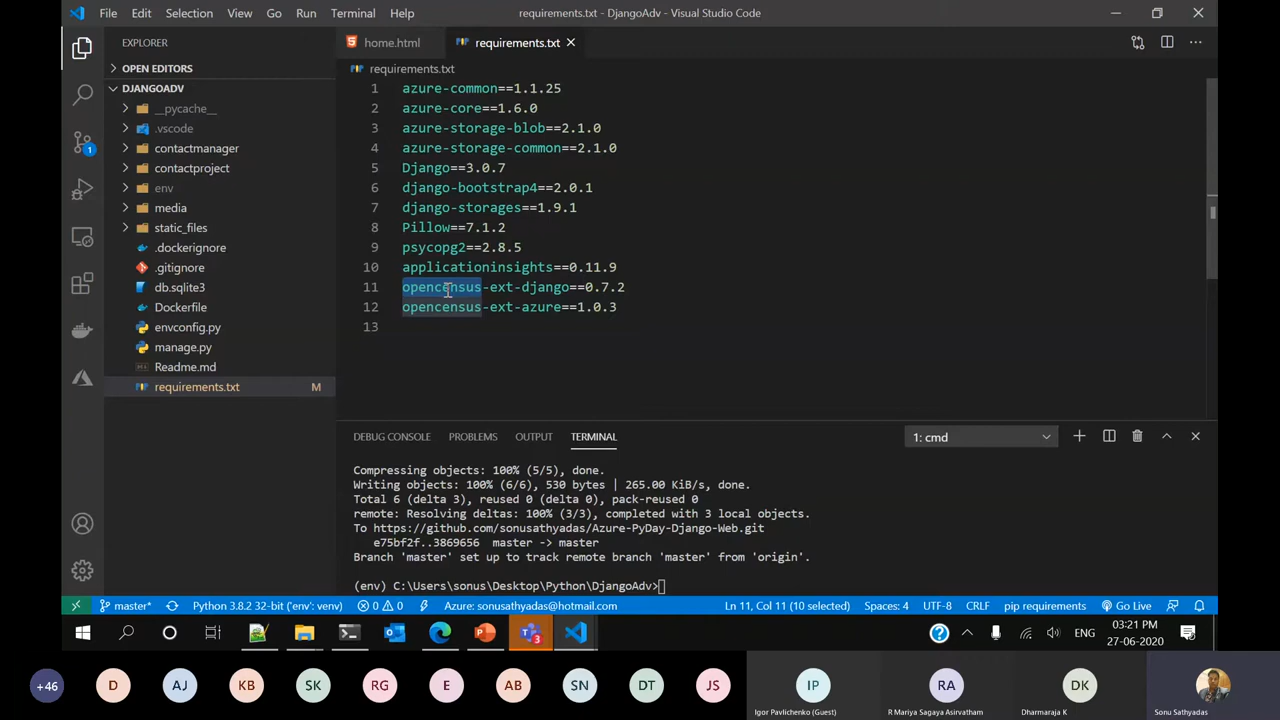 File Edit Selection View Go Run Terminal Help
requirements.txt - DjangoAdv - Visual Studio Code
EXPLORER
OPEN EDITORS
DJANGOADV
__pycache__
.vscode
contactmanager
contactproject
env
media
static_files
.dockerignore
.gitignore
db.sqlite3
Dockerfile
envconfig.py
manage.py
Readme.md
requirements.txt M
1
home.html
requirements.txt
requirements.txt
1 azure-common==1.1.25
2 azure-core==1.6.0
3 azure-storage-blob==2.1.0
4 azure-storage-common==2.1.0
5 Django==3.0.7
6 django-bootstrap4==2.0.1
7 django-storages==1.9.1
8 Pillow==7.1.2
9 psycopg2==2.8.5
10 applicationinsights==0.11.9
11 opencensus-ext-django==0.7.2
12 opencensus-ext-azure==1.0.3
13
DEBUG CONSOLE PROBLEMS OUTPUT TERMINAL
1: cmd
Compressing objects: 100% (5/5), done.
Writing objects: 100% (6/6), 530 bytes | 265.00 KiB/s, done.
Total 6 (delta 3), reused 0 (delta 0), pack-reused 0
remote: Resolving deltas: 100% (3/3), completed with 3 local objects.
To https://github.com/sonusathyadas/Azure-PyDay-Django-Web.git
e75bf2f..3869656 master -> master
Branch 'master' set up to track remote branch 'master' from 'origin'.
(env) C:\Users\sonus\Desktop\Python\DjangoAdv>
master* Python 3.8.2 32-bit ('env': venv) 0 0 Azure: sonusathyadas@hotmail.com Ln 11, Col 11 (10 selected) Spaces: 4 UTF-8 CRLF pip requirements Go Live
3
ENG
03:21 PM
27-06-2020
+46 D AJ KB SK RG E AB SN DT JS IP RA DK
Igor Pavlichenko (Guest) R Mariya Sagaya Asirvatham Dharmaraja K Sonu Sathyadas